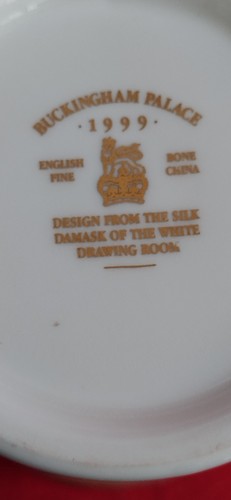 BUCKINGHAM PALACE
· 1999 ·
ENGLISH FINE
BONE CHINA
DESIGN FROM THE SILK
DAMASK OF THE WHITE
DRAWING ROOM